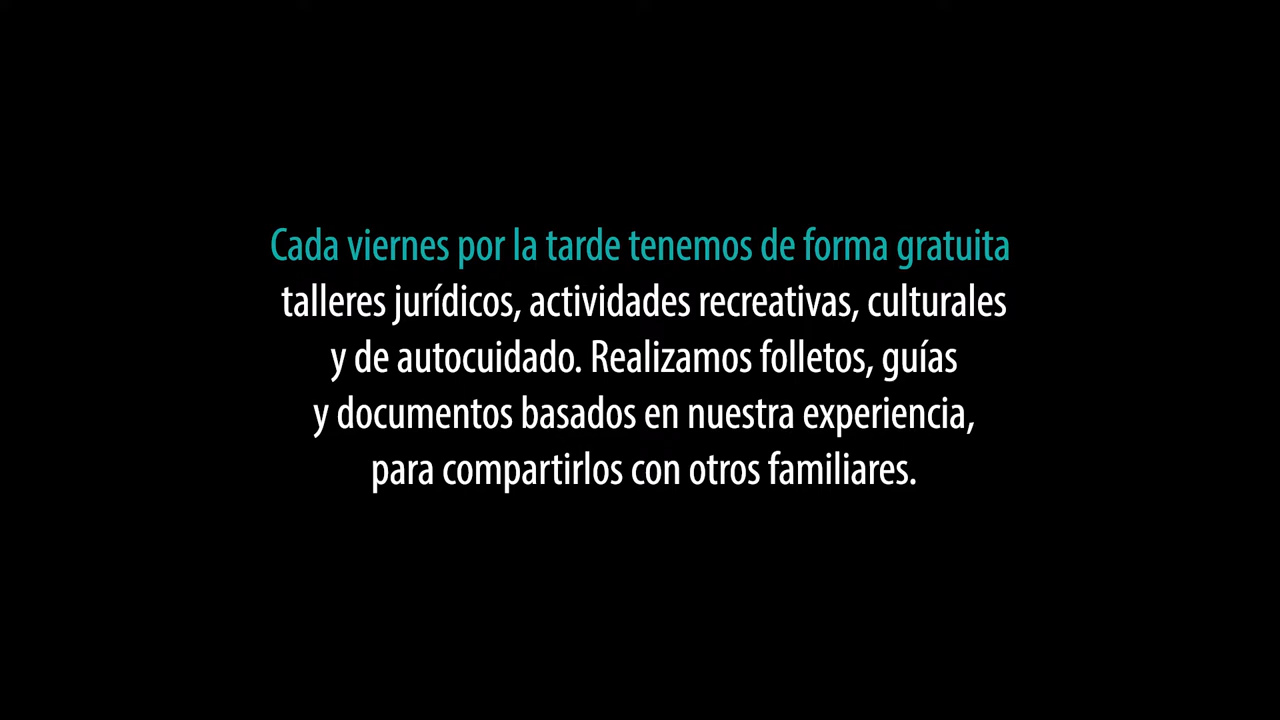 Cada viernes por la tarde tenemos de forma gratuita
talleres jurídicos, actividades recreativas, culturales
y de autocuidado. Realizamos folletos, guías
y documentos basados en nuestra experiencia,
para compartirlos con otros familiares.